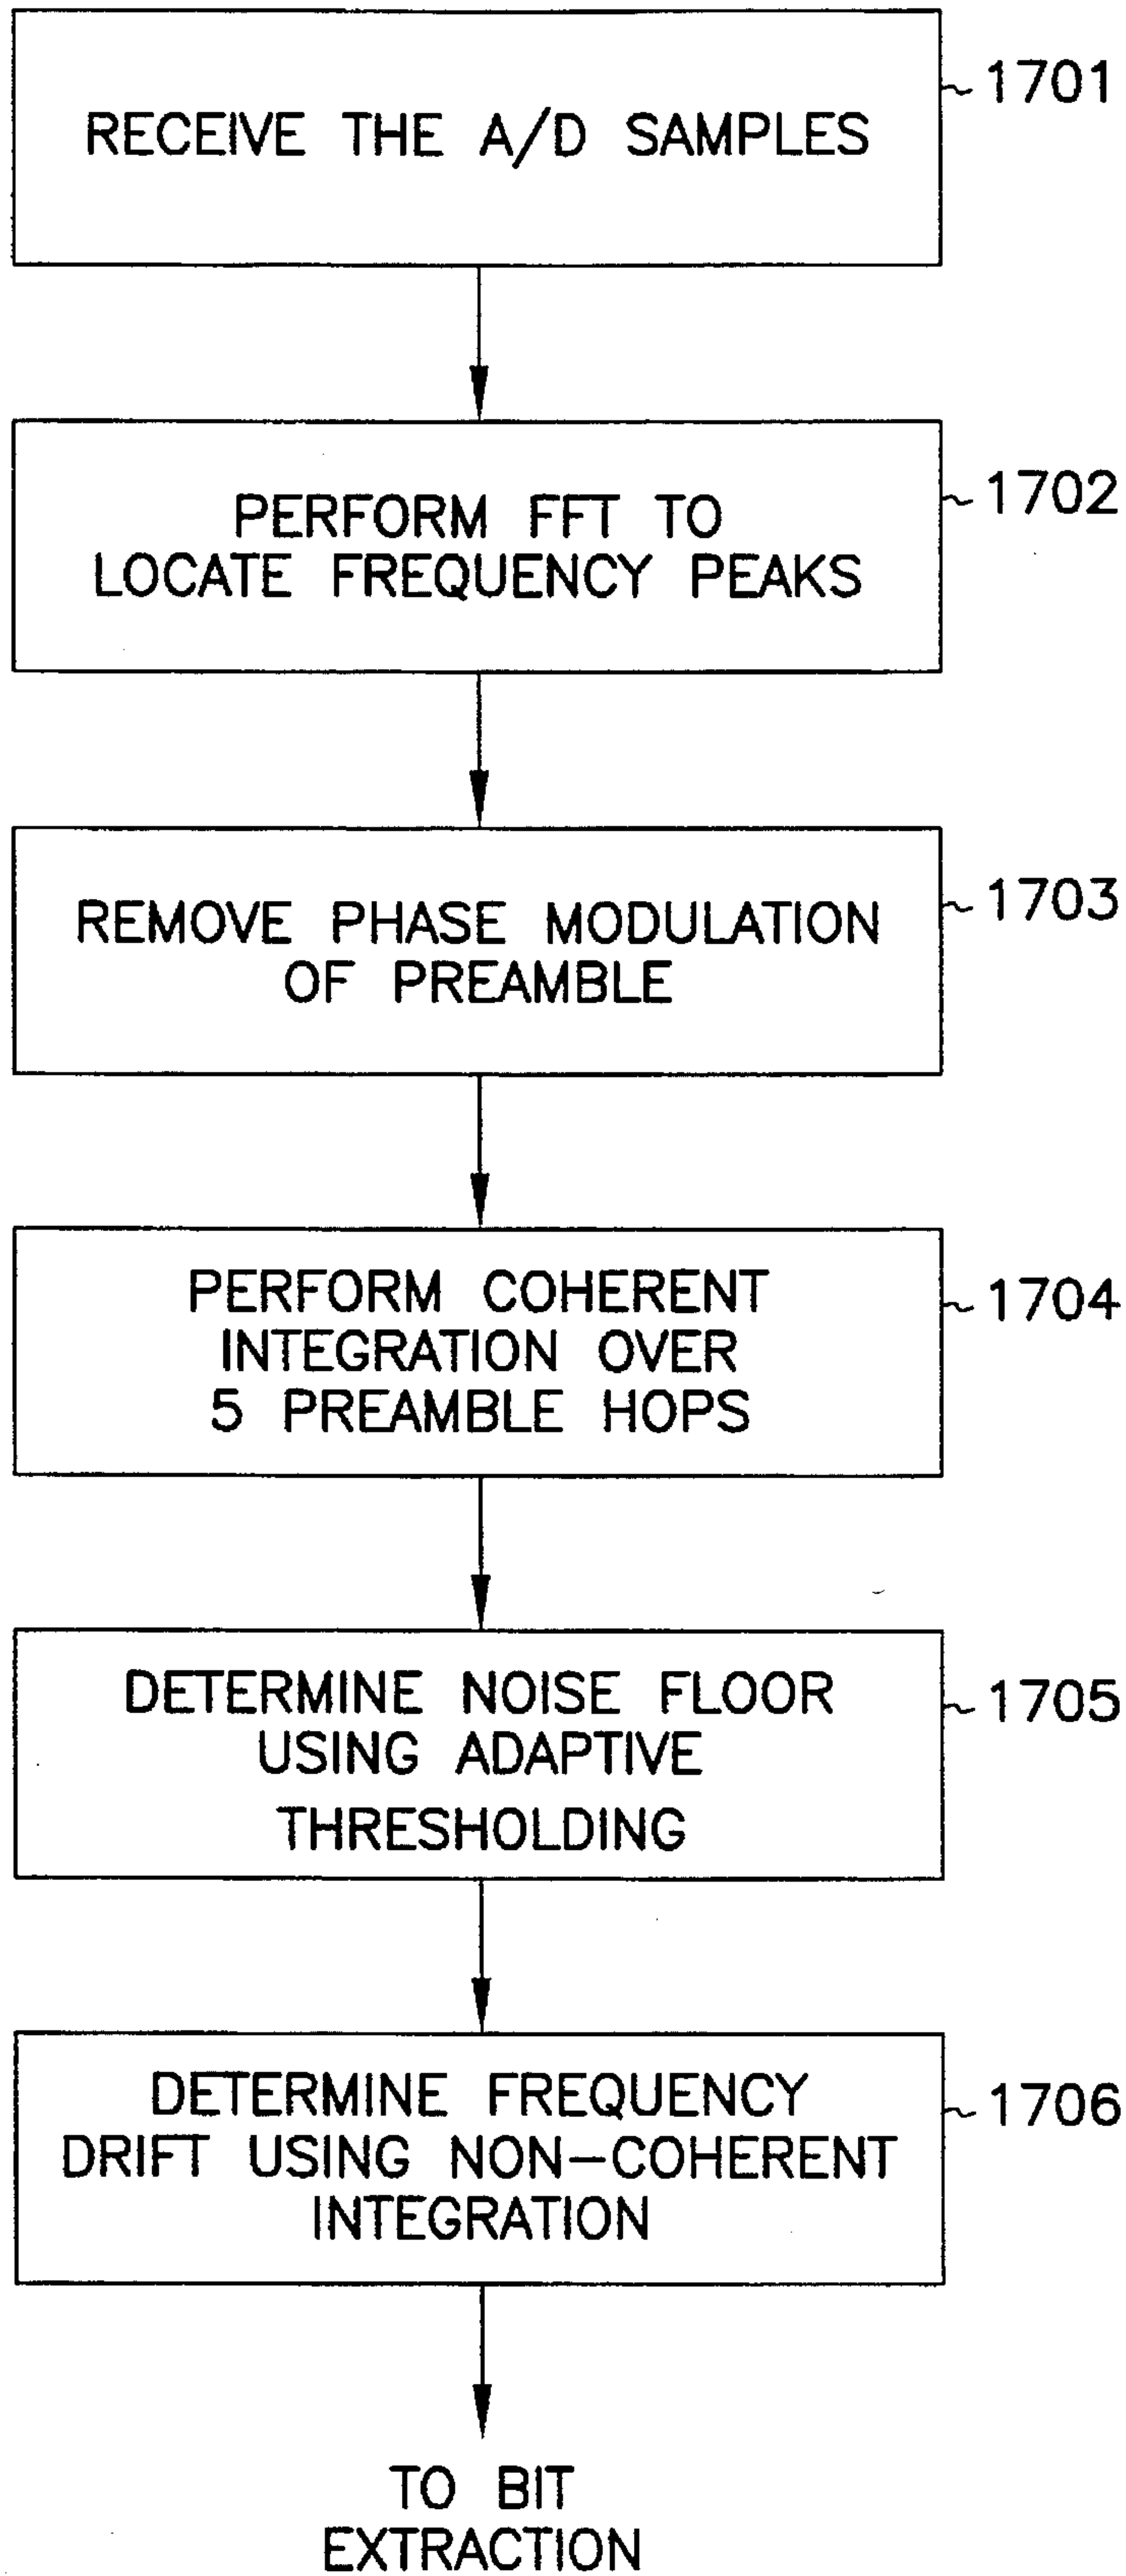 RECEIVE THE A/D SAMPLES
1701
PERFORM FFT TO
LOCATE FREQUENCY PEAKS
1702
REMOVE PHASE MODULATION
OF PREAMBLE
1703
PERFORM COHERENT
INTEGRATION OVER
5 PREAMBLE HOPS
1704
DETERMINE NOISE FLOOR
USING ADAPTIVE
THRESHOLDING
1705
DETERMINE FREQUENCY
DRIFT USING NON-COHERENT
INTEGRATION
1706
TO BIT
EXTRACTION